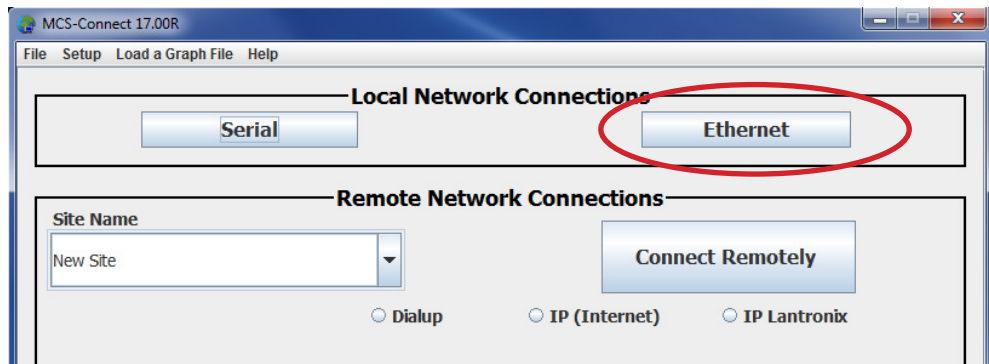 MCS-Connect 17.00R
File Setup Load a Graph File Help
Local Network Connections
Serial Ethernet
Remote Network Connections
Site Name
New Site
Connect Remotely
Dialup IP (Internet) IP Lantronix